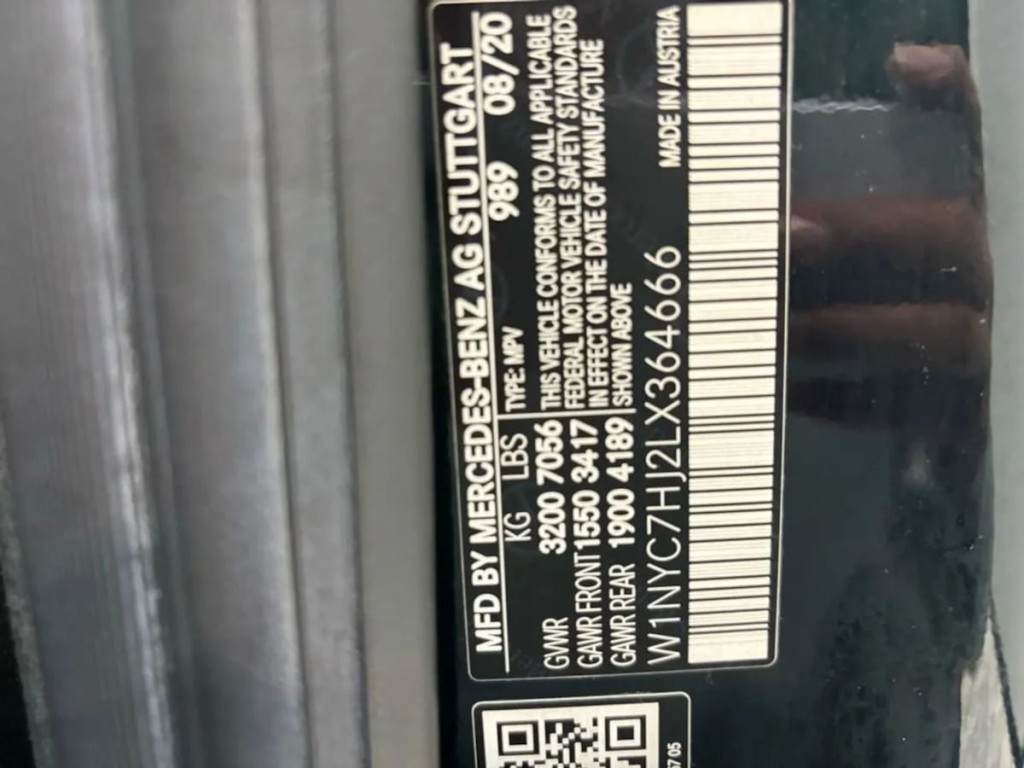 MFD BY MERCEDES-BENZ AG STUTTGART
KG LBS TYPE: MPV 989 08/20
GVWR 3200 7056 THIS VEHICLE CONFORMS TO ALL APPLICABLE
GAWR FRONT 1550 3417 FEDERAL MOTOR VEHICLE SAFETY STANDARDS
GAWR REAR 1900 4189 IN EFFECT ON THE DATE OF MANUFACTURE
SHOWN ABOVE
W1NYC7HJ2LX364666 MADE IN AUSTRIA